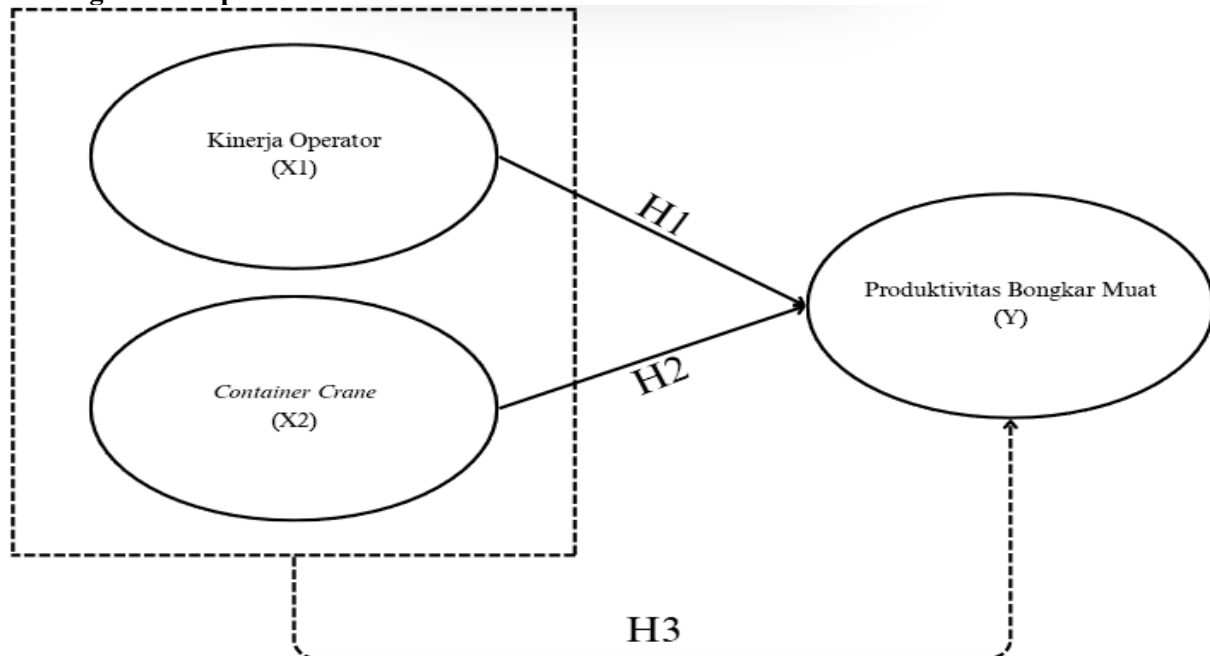 Kinerja Operator
(X1)
H1
Produktivitas Bongkar Muat
(Y)
Container Crane
(X2)
H2
H3